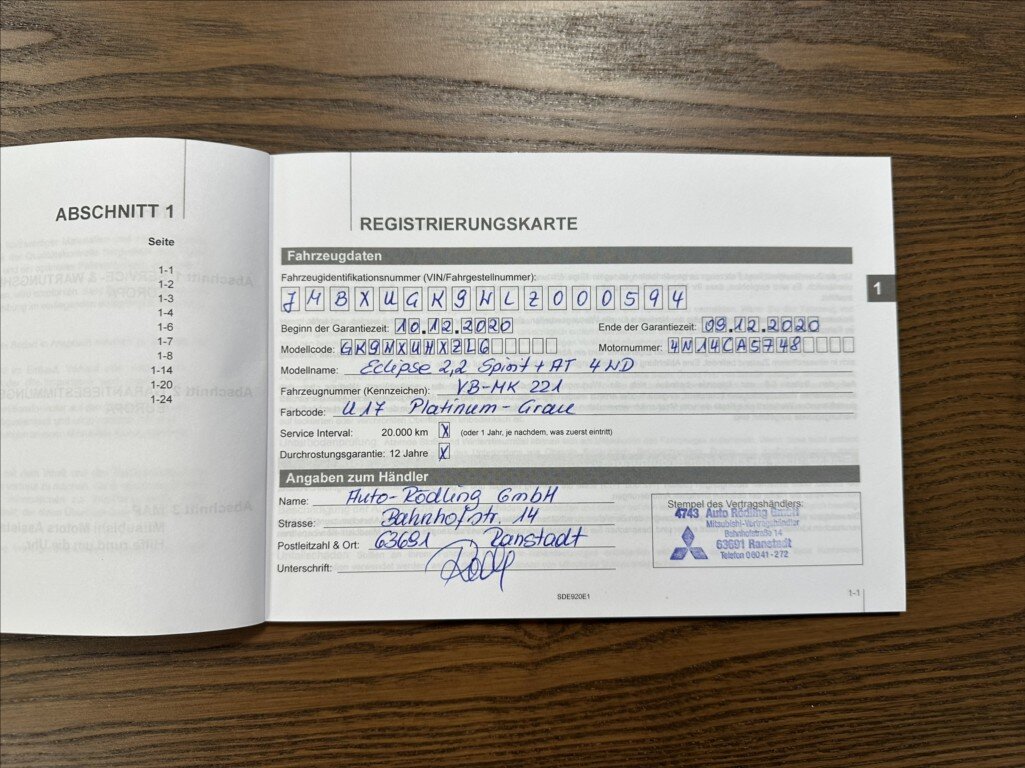 ABSCHNITT 1
Seite
1-1
1-2
1-3
1-4
1-6
1-7
1-8
1-14
1-20
1-24
REGISTRIERUNGSKARTE
Fahrzeugdaten
Fahrzeugidentifikationsnummer (VIN/Fahrgestellnummer):
JMBXUGK9WLZ000594
Beginn der Garantiezeit: 10.12.2020 Ende der Garantiezeit: 09.12.2020
Modellcode: GK9NXUHXZL6 Motornummer: 4N14CA5748
Modellname: Eclipse 2,2 Spirit + AT 4WD
Fahrzeugnummer (Kennzeichen): VB-MK 221
Farbcode: U17 Platinum-Grau
Service Interval: 20.000 km X (oder 1 Jahr, je nachdem, was zuerst eintritt)
Durchrostungsgarantie: 12 Jahre X
1
Angaben zum Händler
Name: Auto-Rödling GmbH
Strasse: Bahnhofstr. 14
Postleitzahl & Ort: 63691 Ranstadt
Unterschrift:
Stempel des Vertragshändlers:
4743 Auto Rödling GmbH
Mitsubishi-Vertragshändler
Bahnhofstraße 14
63691 Ranstadt
Telefon 06041-272
SDE920E1
1-1